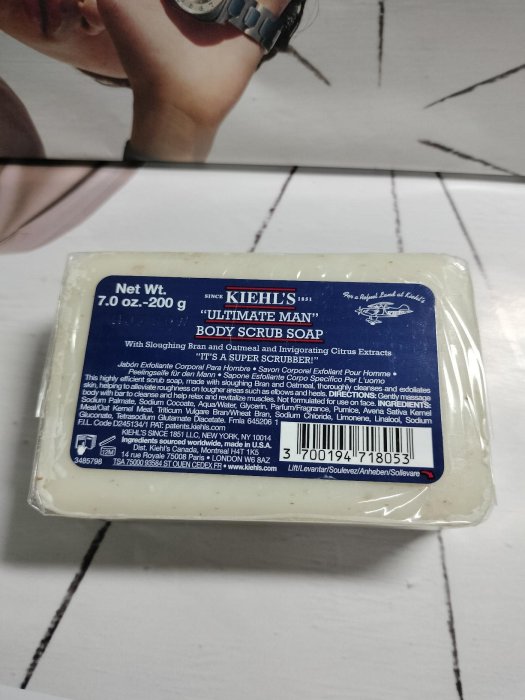 Net Wt.
7.0 oz.-200 g
SINCE KIEHL'S 1851
For a Refund Send at Kiehl's
"ULTIMATE MAN"
BODY SCRUB SOAP
With Sloughing Bran and Oatmeal and Invigorating Citrus Extracts
"IT'S A SUPER SCRUBBER!"
Jabón Exfoliante Corporal Para Hombre • Savon Corporel Exfoliant Pour Homme •
Peelingseife für den Mann • Sapone Esfoliante Corpo Specifico Per L'uomo
This highly efficient scrub soap, made with sloughing Bran and Oatmeal, thoroughly cleanses and exfoliates
skin, helping to alleviate roughness on tougher areas such as elbows and heels. DIRECTIONS: Gently massage
body with bar to cleanse and help relax and revitalize muscles. Not formulated for use on face. INGREDIENTS:
Sodium Palmate, Sodium Cocoate, Aqua/Water, Glycerin, Parfum/Fragrance, Pumice, Avena Sativa Kernel
Meal/Oat Kernel Meal, Triticum Vulgare Bran/Wheat Bran, Sodium Chloride, Limonene, Linalool, Sodium
Gluconate, Tetrasodium Glutamate Diacetate. Fmla 645206 1
F.I.L. Code D245134/1 PAT. patents.kiehls.com
KIEHL'S SINCE 1851 LLC, NEW YORK, NY 10014
Ingredients sourced worldwide, made in U.S.A.
Dist. Kiehl's Canada, Montreal H4T 1K5
14 rue Royale 75008 Paris • LONDON W6 8AZ
TSA 75000 93584 ST OUEN CEDEX FR • www.kiehls.com
12M
3485798
3 700194 718053
Lift/Levantar/Soulevez/Anheben/Sollevare